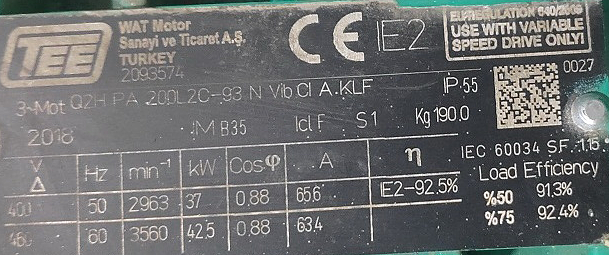 TEE
WAT Motor
Sanayi ve Ticaret A.Ş.
TURKEY
2093574
CE IE2
EU REGULATION 640/2009
USE WITH VARIABLE
SPEED DRIVE ONLY!
0027
3~Mot Q2H PA 200L2C-93 N Vib Cl A.KLF IP 55
2018 IM B35 Icl F S1 Kg 190.0
IEC 60034 SF. 1.15
V Δ Hz min⁻¹ kW Cosφ A η
Load Efficiency
400 50 2963 37 0.88 65.6 IE2-92.5%
%50 91.3%
460 60 3560 42.5 0.88 63.4
%75 92.4%